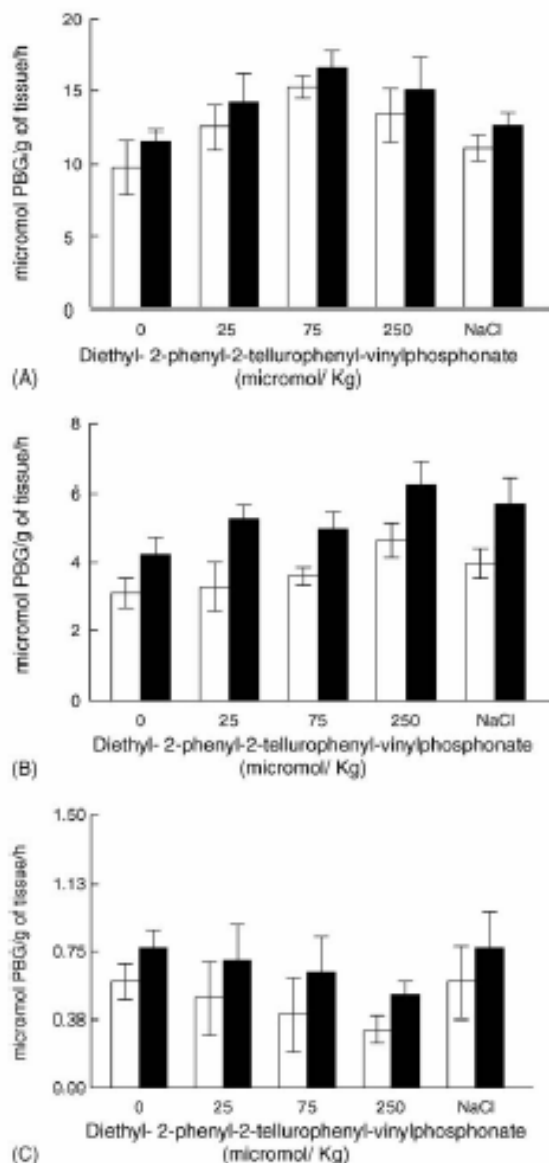 micromol PBG/g of tissue/h
20
15
10
5
0
0 25 75 250 NaCl
Diethyl- 2-phenyl-2-tellurophenyl-vinylphosphonate
(A) (micromol/ Kg)
micromol PBG/g of tissue/h
8
6
4
2
0
0 25 75 250 NaCl
Diethyl- 2-phenyl-2-tellurophenyl-vinylphosphonate
(B) (micromol/ Kg)
micromol PBG/g of tissue/h
1.50
1.13
0.75
0.38
0.00
0 25 75 250 NaCl
Diethyl- 2-phenyl-2-tellurophenyl-vinylphosphonate
(C) (micromol/ Kg)